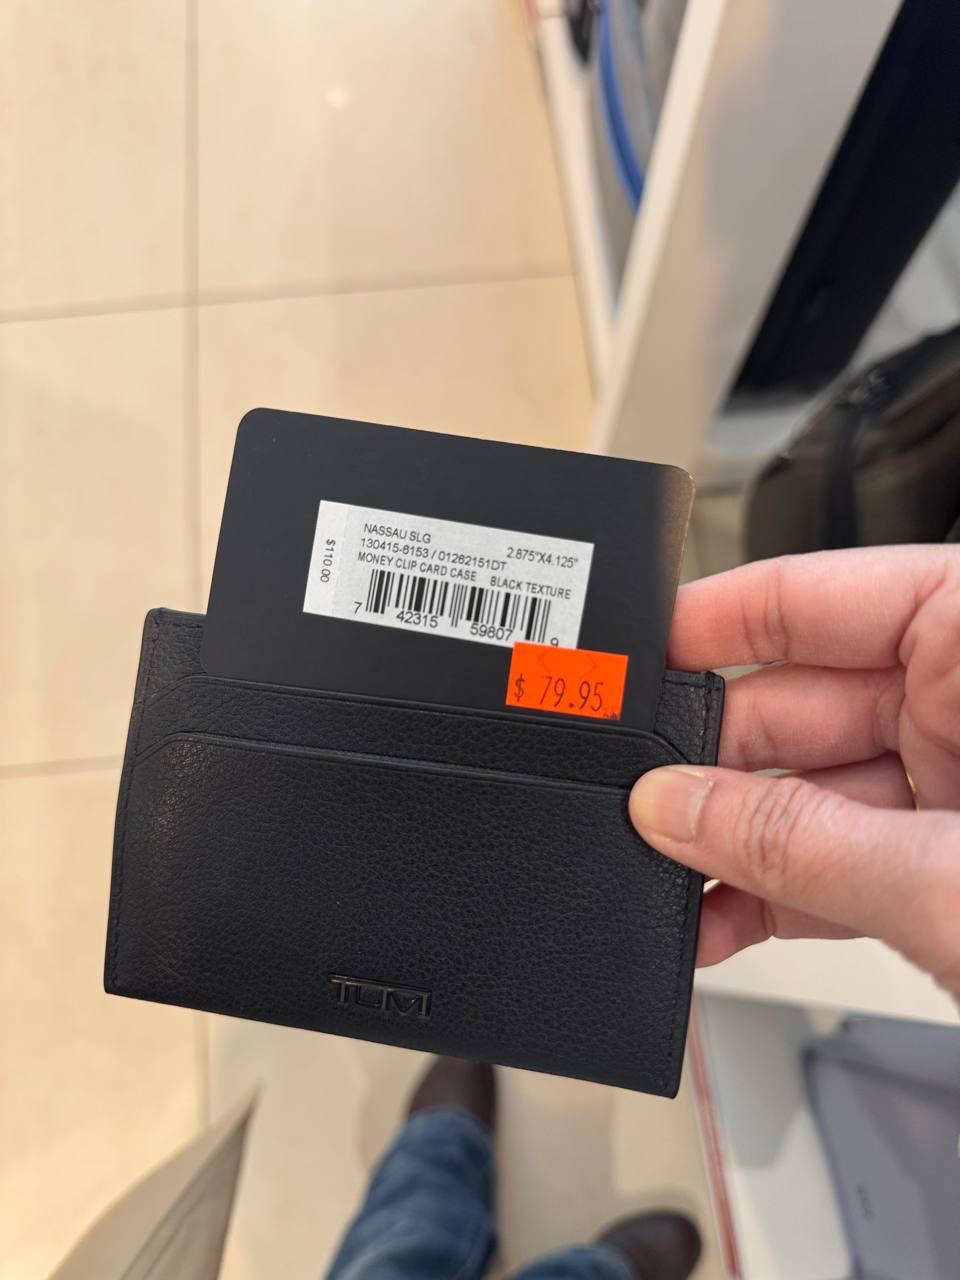 NASSAU SLG
130415-6153 / 01262151DT 2.875"X4.125"
MONEY CLIP CARD CASE BLACK TEXTURE
$110.00
7 42315 59807 9
$ 79.95
TUMI